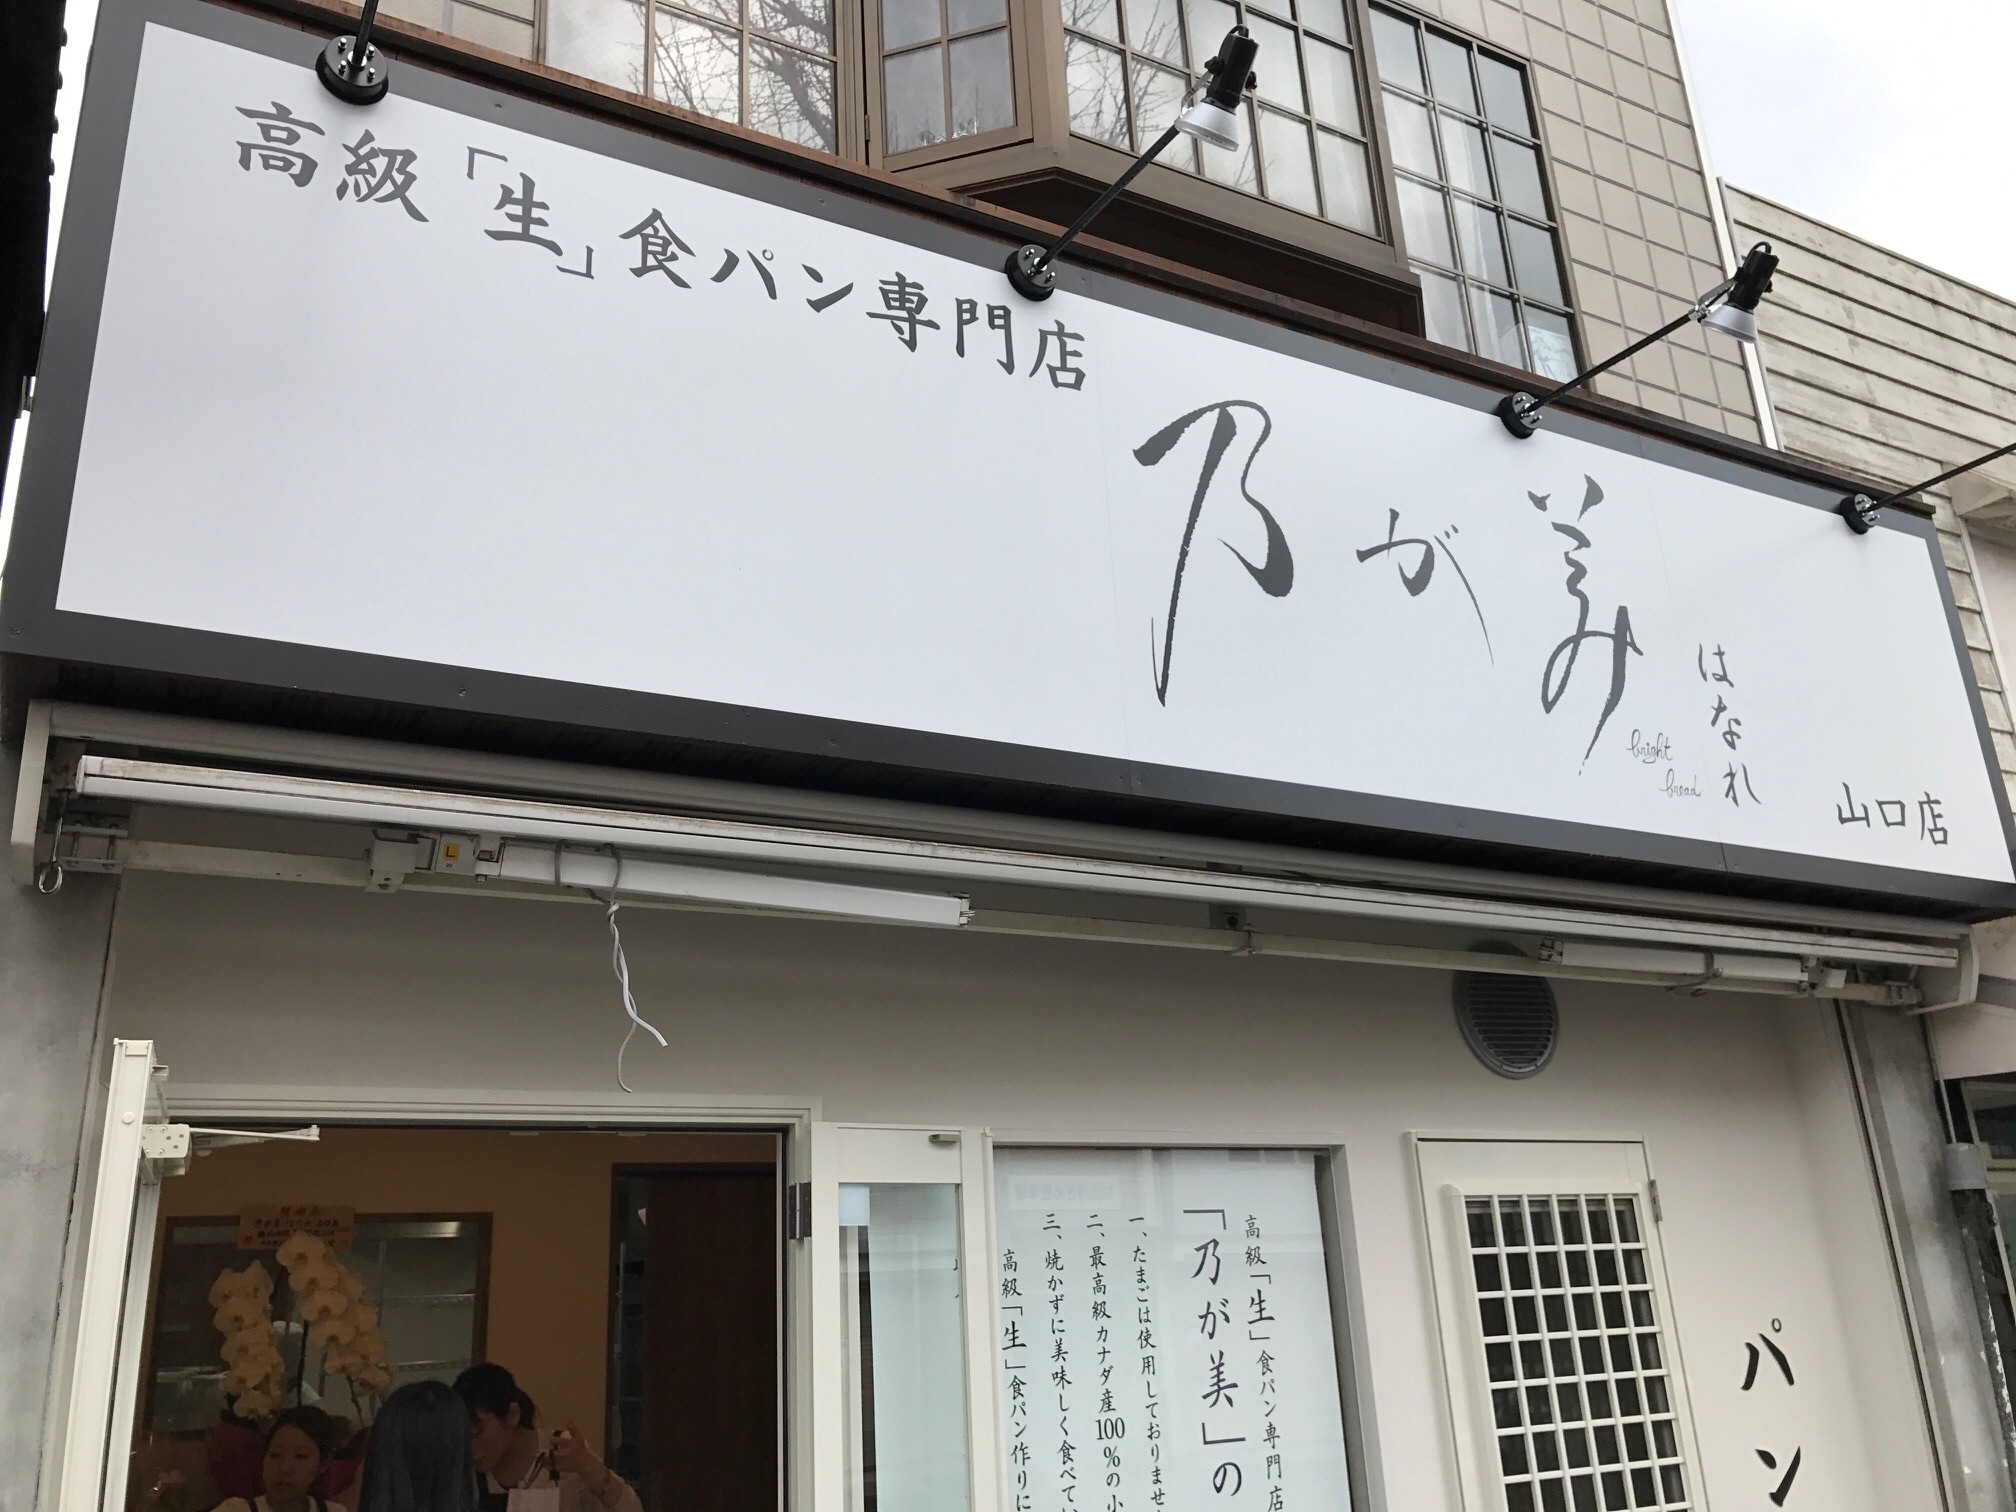 高級「生」食パン専門店
乃が美
はなれ
bright
bread
山口店
高級「生」食パン専門店
「乃が美」の
一、たまごは使用しておりませ
二、最高級カナダ産100%の小
三、焼かずに美味しく食べてい
高級「生」食パン作りに
パン
L